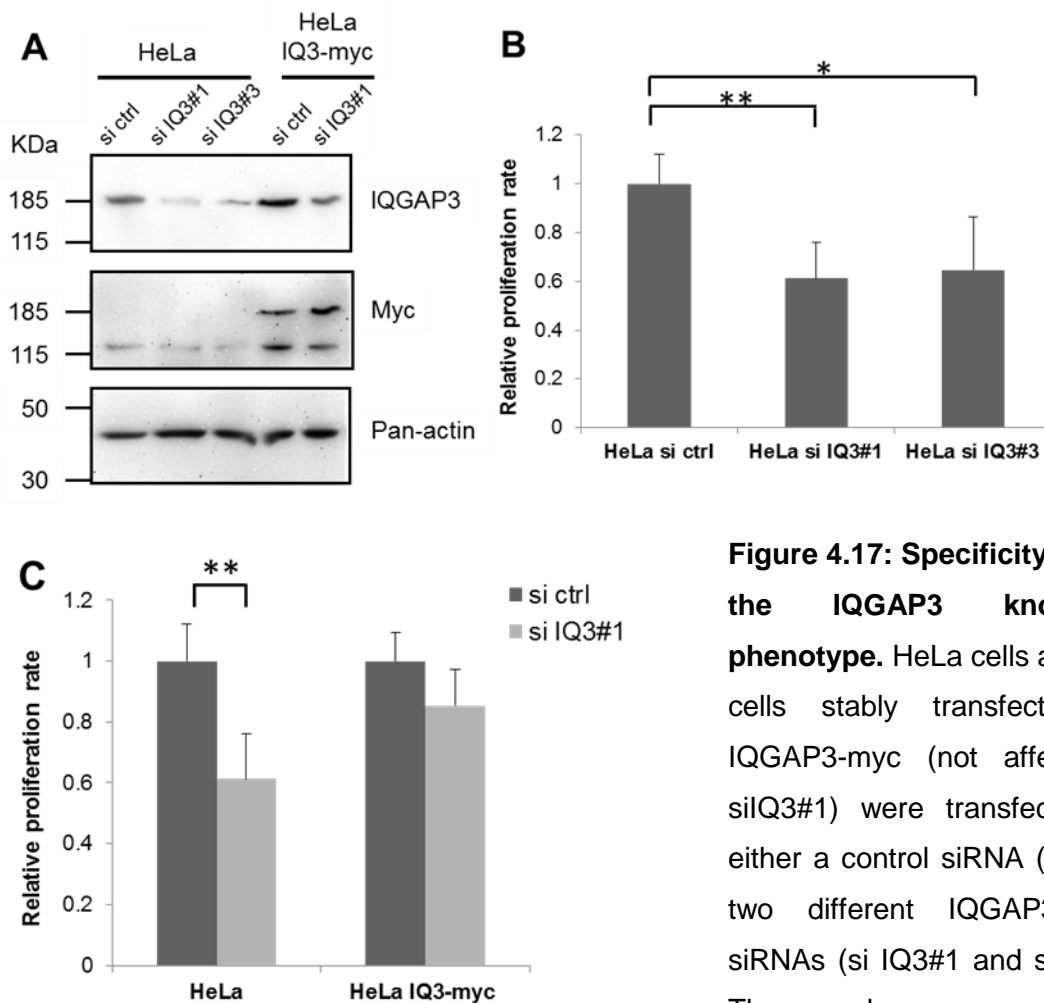 A
HeLa
HeLa
IQ3-myc
si ctrl
si IQ3#1
si IQ3#3
si ctrl
si IQ3#1
KDa
185
115
IQGAP3
185
115
Myc
50
30
Pan-actin
B
*
**
Relative proliferation rate
1.2
1
0.8
0.6
0.4
0.2
0
HeLa si ctrl
HeLa si IQ3#1
HeLa si IQ3#3
C
**
Relative proliferation rate
1.2
1
0.8
0.6
0.4
0.2
0
HeLa
HeLa IQ3-myc
si ctrl
si IQ3#1
Figure 4.17: Specificity
the IQGAP3
phenotype. HeLa cells
cells stably
IQGAP3-myc (not
siIQ3#1) were
either a control siRNA
two different
siRNAs (si IQ3#1 and